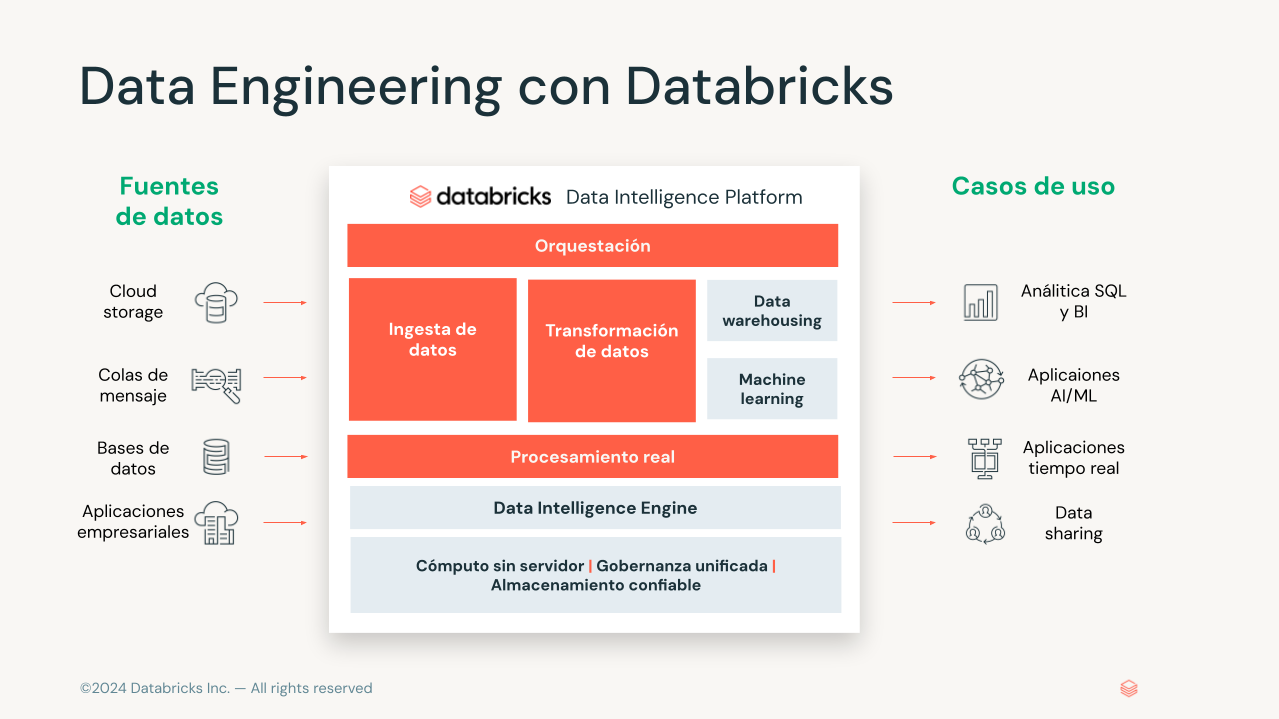 Data Engineering con Databricks
Fuentes
de datos
Cloud
storage
Colas de
mensaje
Bases de
datos
Aplicaciones
empresariales
databricks Data Intelligence Platform
Orquestación
Ingesta de
datos
Transformación
de datos
Data
warehousing
Machine
learning
Procesamiento real
Data Intelligence Engine
Cómputo sin servidor | Gobernanza unificada |
Almacenamiento confiable
Casos de uso
Análitica SQL
y BI
Aplicaiones
AI/ML
Aplicaciones
tiempo real
Data
sharing
©2024 Databricks Inc. — All rights reserved